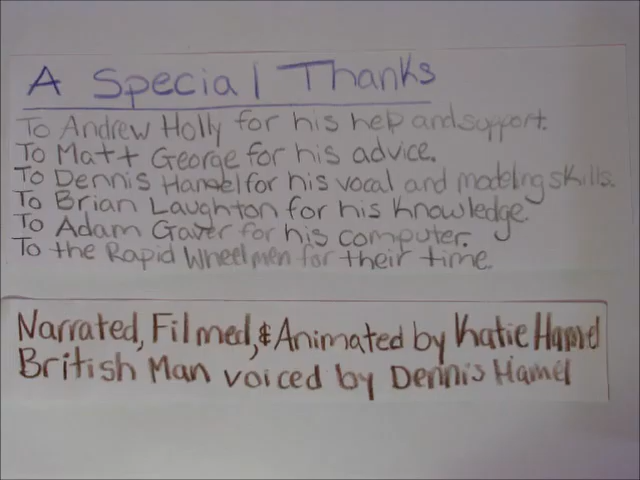 A Special Thanks
To Andrew Holly for his help and support.
To Matt George for his advice.
To Dennis Hamel for his vocal and modeling skills.
To Brian Laughton for his knowledge.
To Adam Gaver for his computer.
To the Rapid Wheelmen for their time.
Narrated, Filmed, & Animated by Katie Hamel
British Man voiced by Dennis Hamel